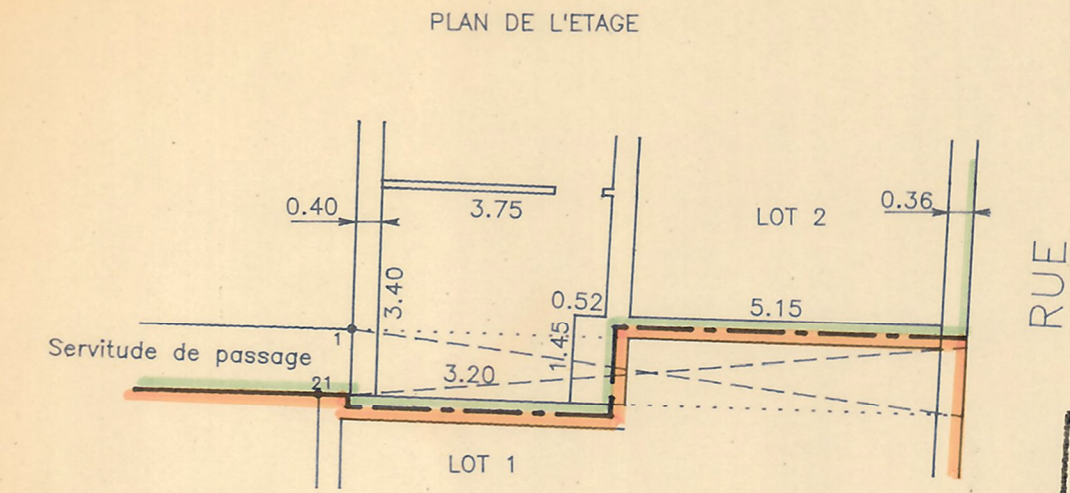 PLAN DE L'ETAGE
0.40
3.75
LOT 2
0.36
RUE
3.40
0.52
5.15
1
Servitude de passage
1.45
3.20
21
LOT 1